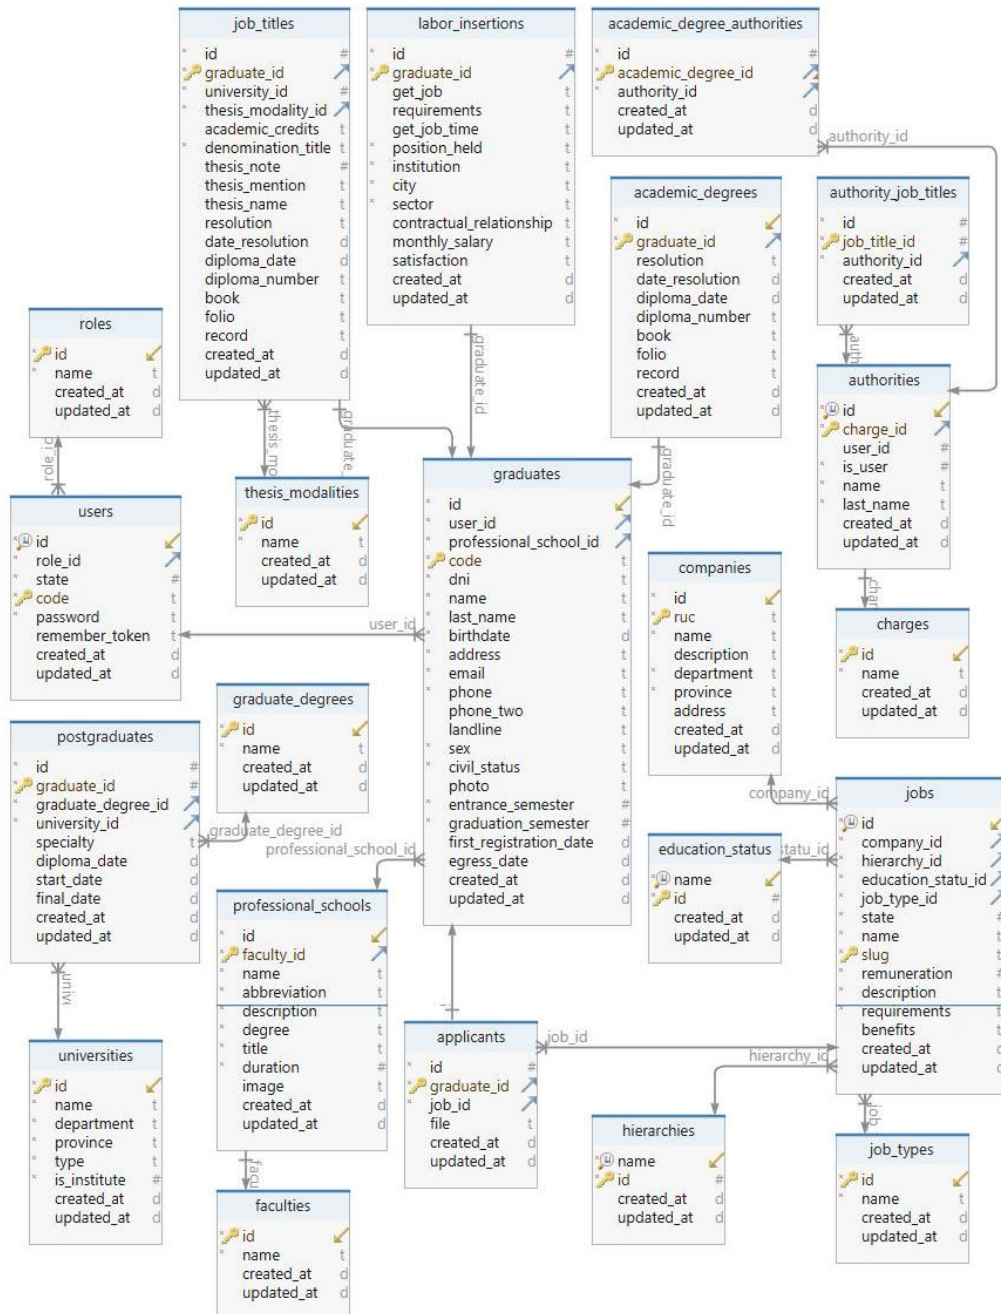 job_titles
id #
graduate_id
university_id #
thesis_modality_id
academic_credits t
denomination_title t
thesis_note #
thesis_mention t
thesis_name t
resolution t
date_resolution d
diploma_date d
diploma_number t
book t
folio t
record t
created_at d
updated_at d
labor_insertions
id #
graduate_id
get_job t
requirements t
get_job_time t
position_held t
institution t
city t
sector t
contractual_relationship t
monthly_salary t
satisfaction t
created_at d
updated_at d
academic_degree_authorities
id #
academic_degree_id
authority_id
created_at d
updated_at d
authority_id
academic_degrees
id
graduate_id
resolution t
date_resolution d
diploma_date d
diploma_number t
book t
folio t
record t
created_at d
updated_at d
authority_job_titles
id #
job_title_id #
authority_id
created_at d
updated_at d
auth
roles
id
name t
created_at d
updated_at d
role_i
thesis_mo
graduate_
graduate_id
graduate_id
authorities
id
charge_id
user_id #
is_user #
name t
last_name t
created_at d
updated_at d
char
users
id
role_id
state #
code t
password t
remember_token t
created_at d
updated_at d
thesis_modalities
id
name t
created_at d
updated_at d
user_id
graduates
id
user_id
professional_school_id
code t
dni t
name t
last_name t
birthdate d
address t
email t
phone t
phone_two t
landline t
sex t
civil_status t
photo t
entrance_semester #
graduation_semester #
first_registration_date d
egress_date d
created_at d
updated_at d
companies
id
ruc t
name t
description t
department t
province t
address t
created_at d
updated_at d
company_id
charges
id
name t
created_at d
updated_at d
postgraduates
id #
graduate_id #
graduate_degree_id
university_id
specialty t
diploma_date d
start_date d
final_date d
created_at d
updated_at d
graduate_degrees
id
name t
created_at d
updated_at d
graduate_degree_id
professional_school_id
education_status
name
id #
created_at d
updated_at d
statu_id
jobs
id
company_id
hierarchy_id
education_statu_id
job_type_id
state #
name t
slug t
remuneration #
description t
requirements t
benefits t
created_at d
updated_at d
professional_schools
id
faculty_id
name t
abbreviation t
description t
degree t
title t
duration #
image t
created_at d
updated_at d
facu
applicants
id #
graduate_id
job_id
file t
created_at d
updated_at d
job_id
hierarchy_id
job_
universities
id
name t
department t
province t
type t
is_institute #
created_at d
updated_at d
hierarchies
name
id #
created_at d
updated_at d
job_types
id
name t
created_at d
updated_at d
faculties
id
name t
created_at d
updated_at d